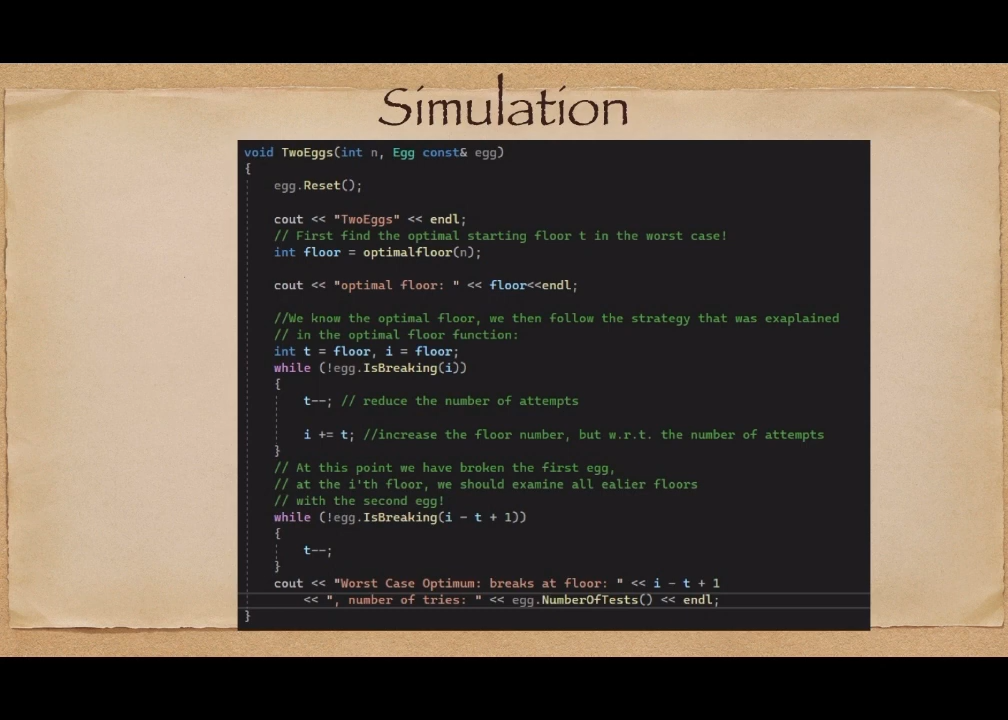 Simulation
void TwoEggs(int n, Egg const& egg)
{
egg.Reset();
cout << "TwoEggs" << endl;
// First find the optimal starting floor t in the worst case!
int floor = optimalfloor(n);
cout << "optimal floor: " << floor<<endl;
//We know the optimal floor, we then follow the strategy that was exaplained
// in the optimal floor function:
int t = floor, i = floor;
while (!egg.IsBreaking(i))
{
t--; // reduce the number of attempts
i += t; //increase the floor number, but w.r.t. the number of attempts
}
// At this point we have broken the first egg,
// at the i'th floor, we should examine all ealier floors
// with the second egg!
while (!egg.IsBreaking(i - t + 1))
{
t--;
}
cout << "Worst Case Optimum: breaks at floor: " << i - t + 1
<< ", number of tries: " << egg.NumberOfTests() << endl;
}